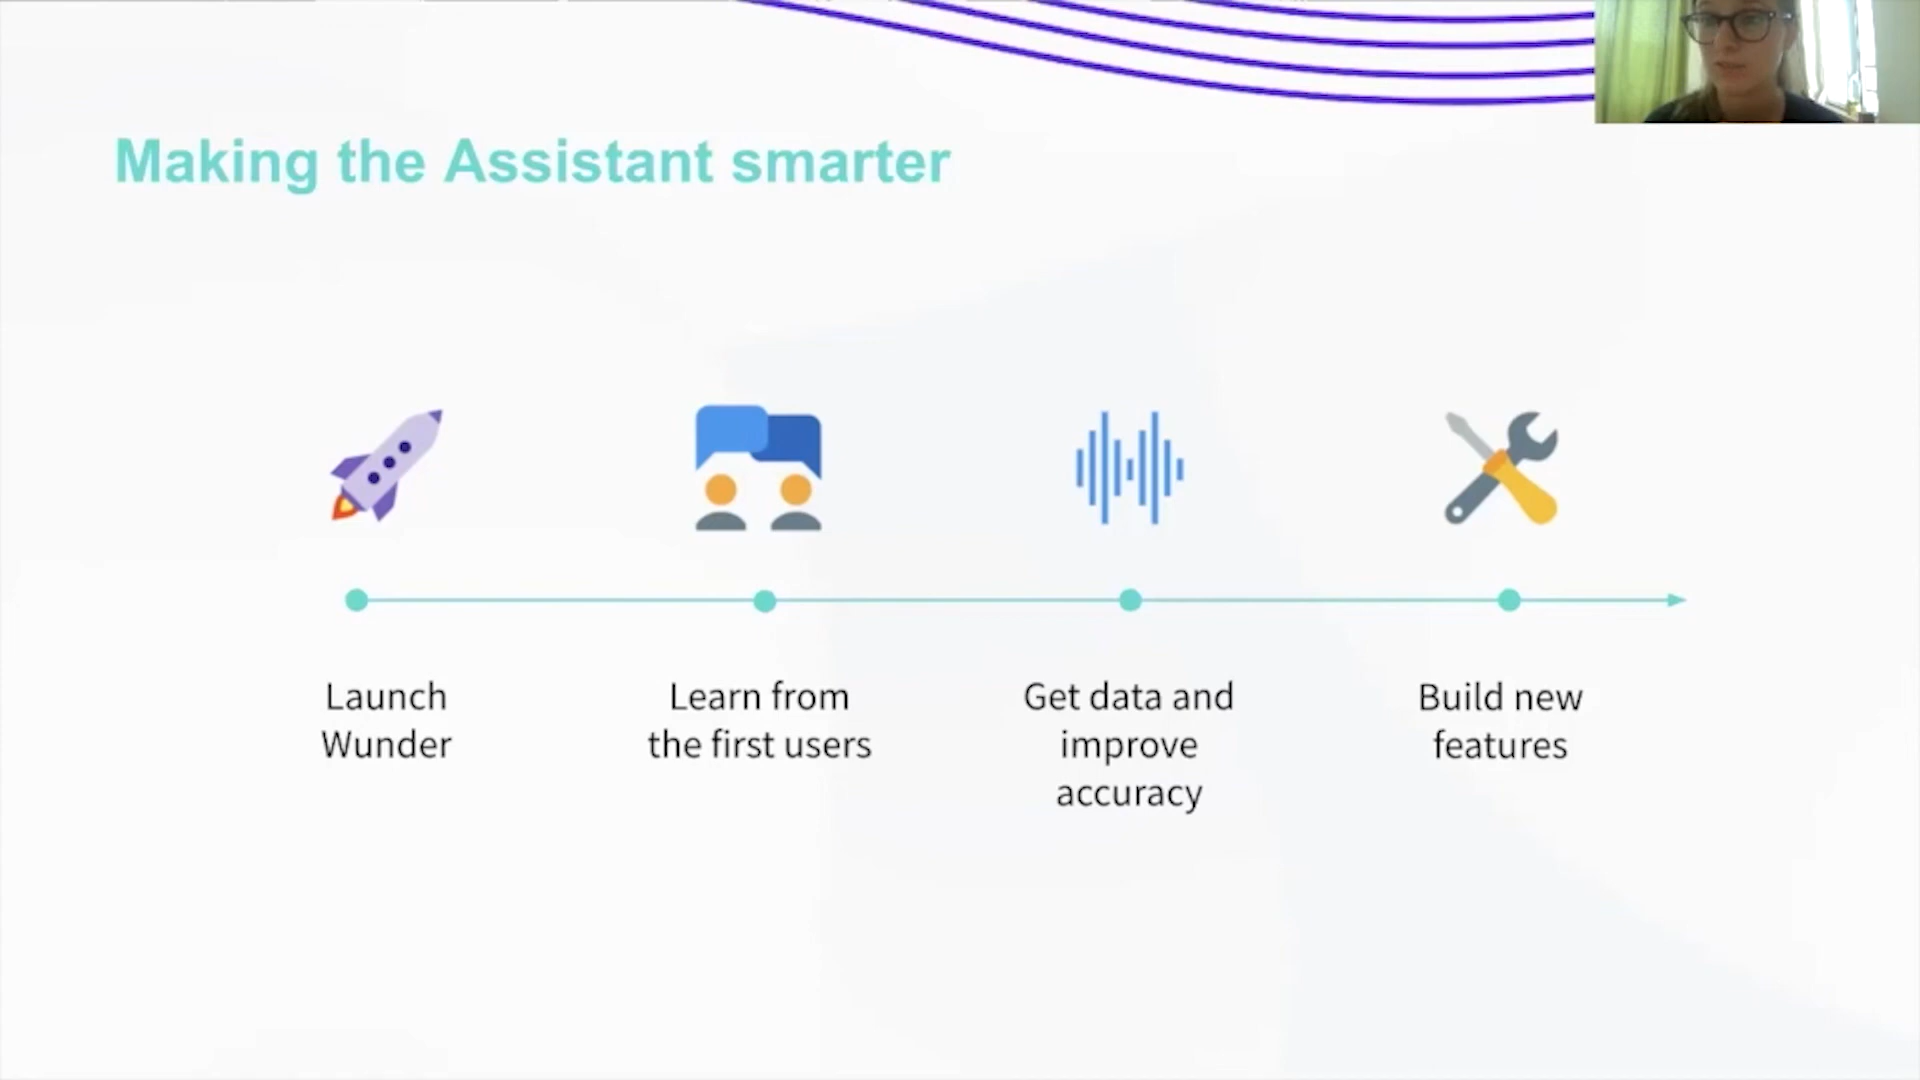 Making the Assistant smarter
Launch
Wunder
Learn from
the first users
Get data and
improve
accuracy
Build new
features